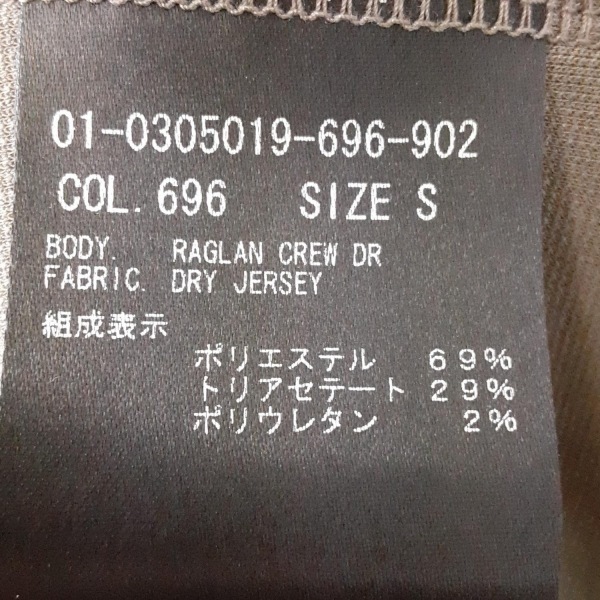 01-0305019-696-902
COL. 696 SIZE S
BODY. RAGLAN CREW DR
FABRIC. DRY JERSEY
組成表示
ポリエステル 69%
トリアセテート 29%
ポリウレタン 2%